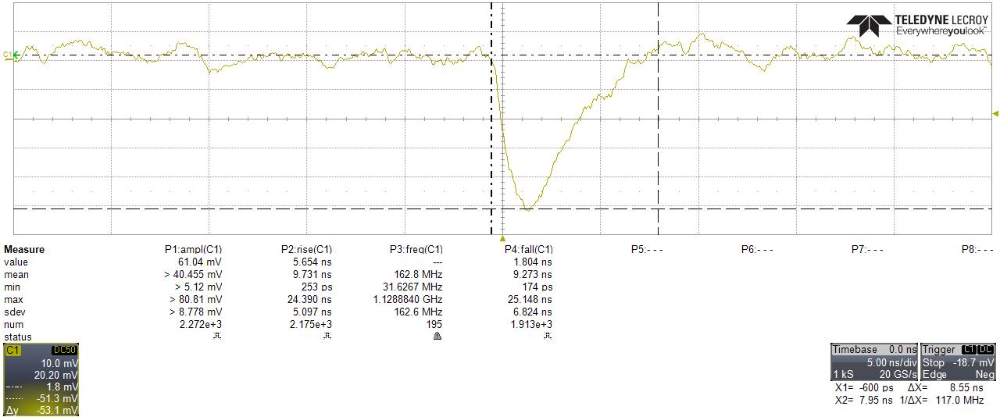 TELEDYNE LECROY
Everywhereyoulook™
C1
Measure P1:ampl(C1) P2:rise(C1) P3:freq(C1) P4:fall(C1) P5:- - - P6:- - - P7:- - - P8:- - -
value 61.04 mV 5.654 ns --- 1.804 ns
mean > 40.455 mV 9.731 ns 162.8 MHz 9.273 ns
min > 5.12 mV 253 ps 31.6267 MHz 174 ps
max > 80.81 mV 24.390 ns 1.1288840 GHz 25.148 ns
sdev > 8.778 mV 5.097 ns 162.6 MHz 6.824 ns
num 2.272e+3 2.175e+3 195 1.913e+3
status
C1 DC50
10.0 mV
20.20 mV
1.8 mV
-51.3 mV
Δy -53.1 mV
Timebase 0.0 ns
5.00 ns/div
1 kS 20 GS/s
Trigger C1 DC
Stop -18.7 mV
Edge Neg
X1= -600 ps ΔX= 8.55 ns
X2= 7.95 ns 1/ΔX= 117.0 MHz